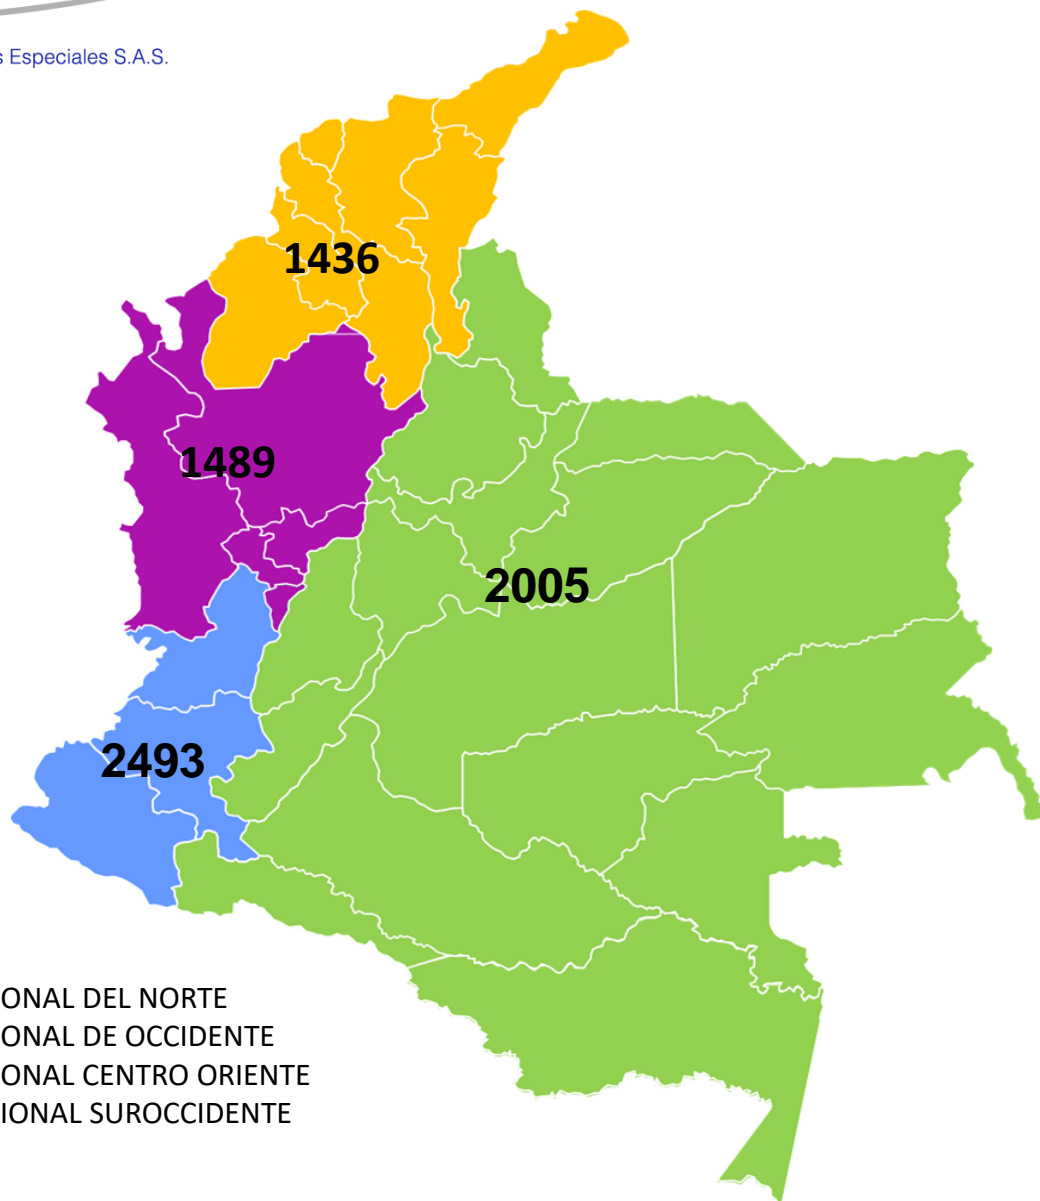 s Especiales S.A.S.
1436
1489
2005
2493
ONAL DEL NORTE
ONAL DE OCCIDENTE
ONAL CENTRO ORIENTE
IONAL SUROCCIDENTE